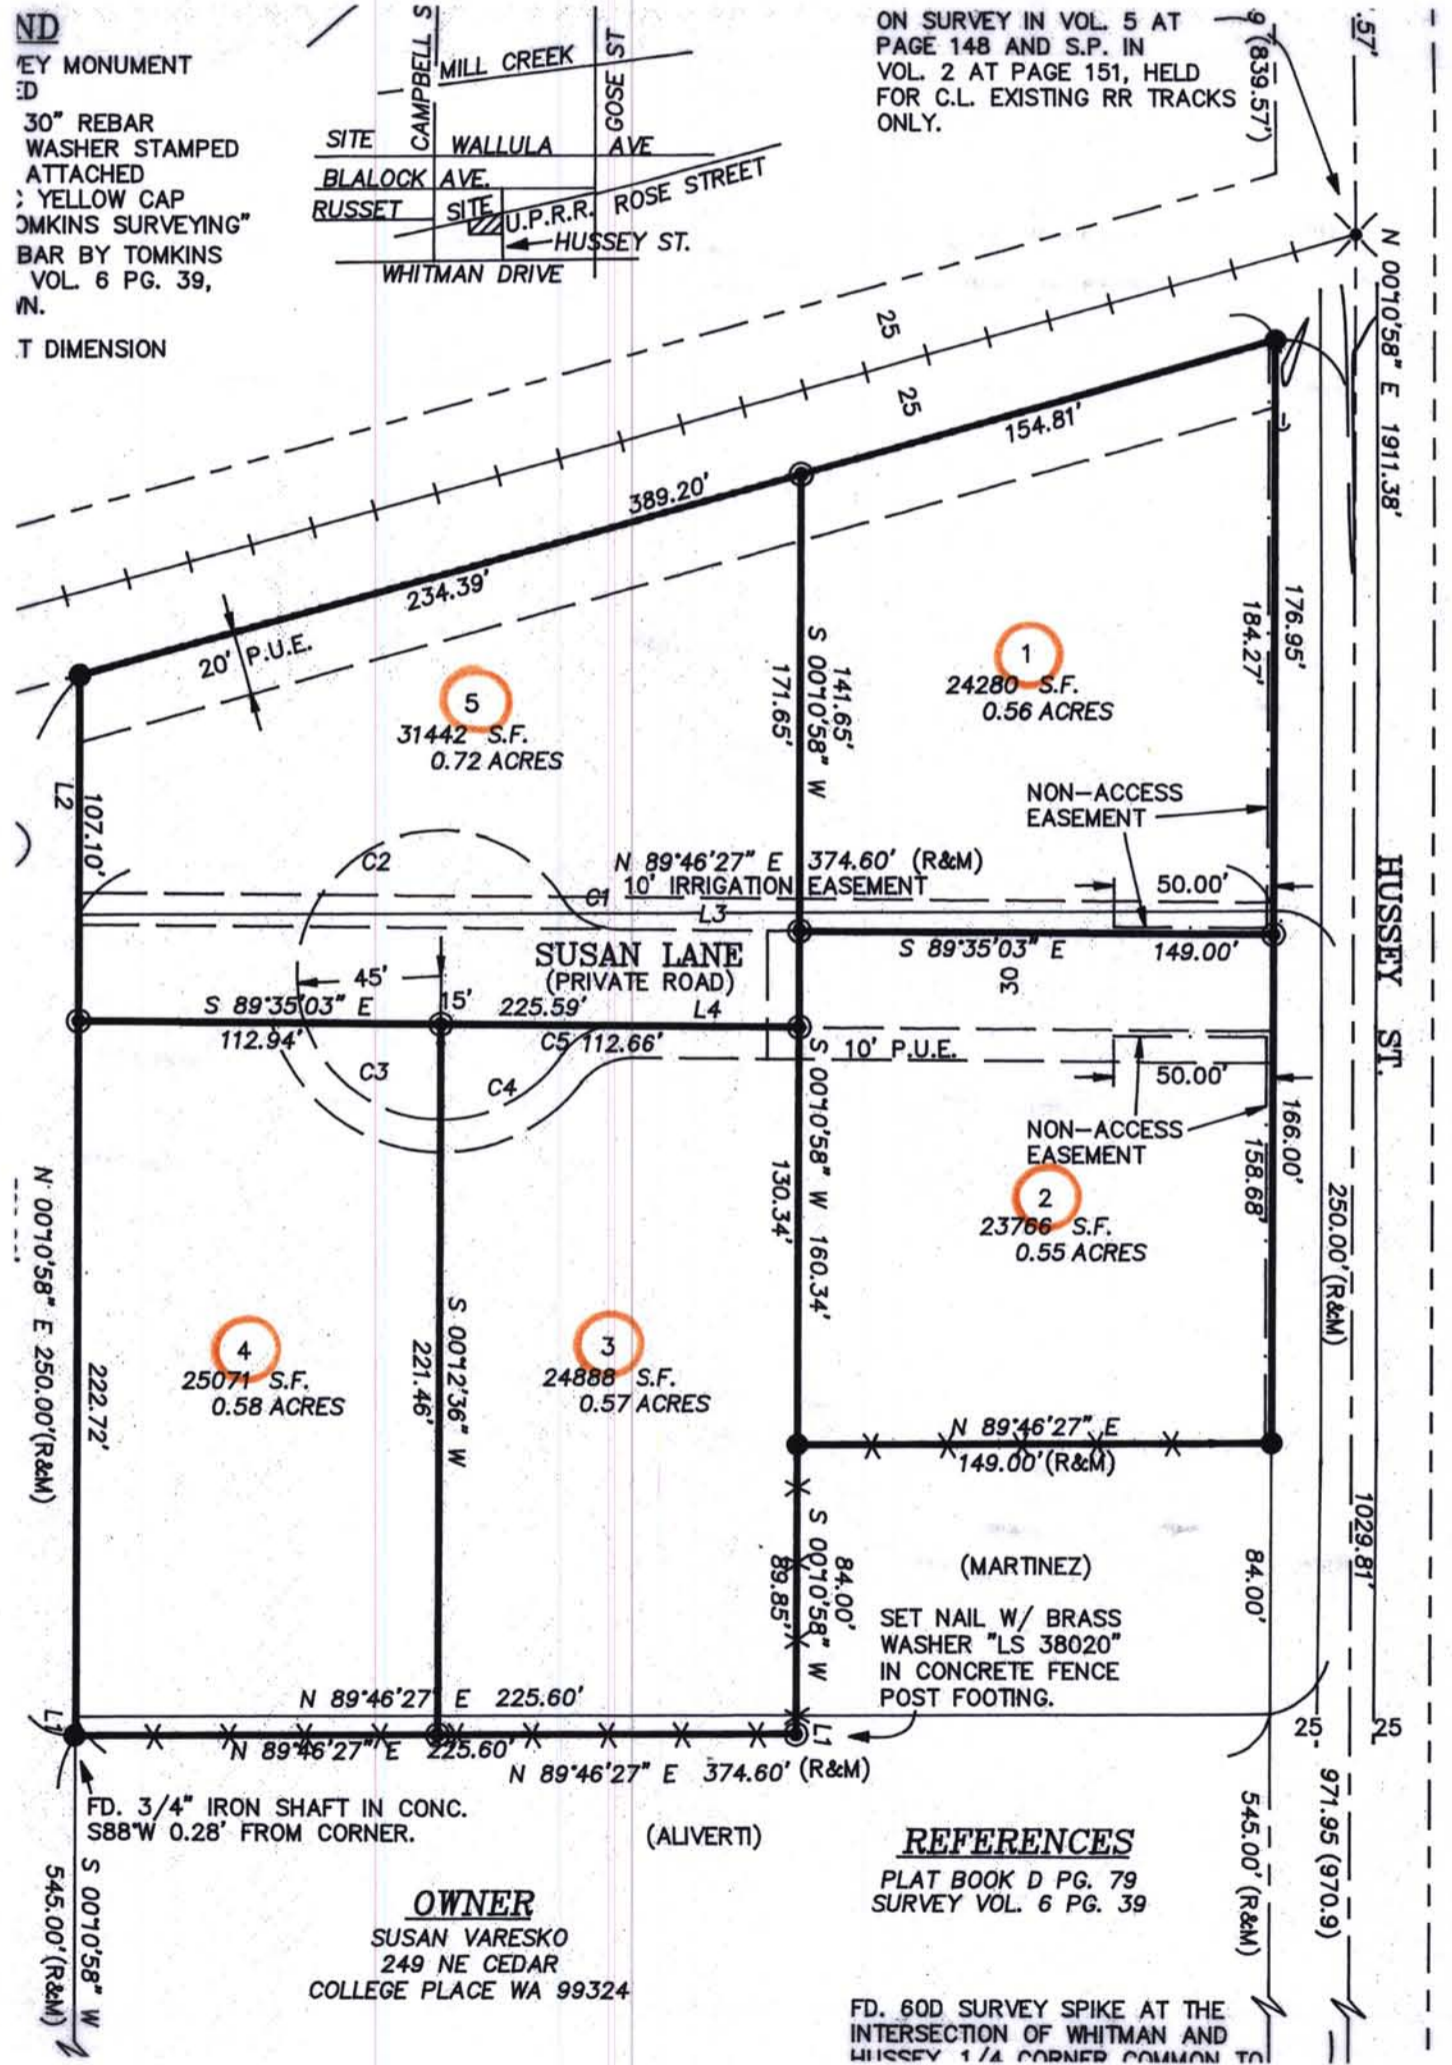 ND
EY MONUMENT
ED
30" REBAR
WASHER STAMPED
ATTACHED
YELLOW CAP
OMKINS SURVEYING"
BAR BY TOMKINS
VOL. 6 PG. 39,
WN.
T DIMENSION
CAMPBELL S
MILL CREEK
GOSE ST
SITE WALLULA AVE
BLALOCK AVE.
RUSSET SITE U.P.R.R. ROSE STREET
HUSSEY ST.
WHITMAN DRIVE
ON SURVEY IN VOL. 5 AT
PAGE 148 AND S.P. IN
VOL. 2 AT PAGE 151, HELD
FOR C.L. EXISTING RR TRACKS
ONLY.
9 (839.57')
.57'
N 00°10'58" E 1911.38'
25
25
154.81'
389.20'
234.39'
20' P.U.E.
5
31442 S.F.
0.72 ACRES
1
24280 S.F.
0.56 ACRES
S 00°10'58" W
141.65'
171.65'
176.95'
184.27'
L2
107.10'
NON-ACCESS
EASEMENT
HUSSEY ST.
C2
N 89°46'27" E 374.60' (R&M)
10' IRRIGATION EASEMENT
50.00'
C1
L3
SUSAN LANE
(PRIVATE ROAD)
S 89°35'03" E 149.00'
30
45'
15'
S 89°35'03" E 225.59' L4
112.94'
C5 112.66'
10' P.U.E.
50.00'
C3
C4
NON-ACCESS
EASEMENT
166.00'
158.68'
S 00°10'58" W 160.34'
130.34'
2
23766 S.F.
0.55 ACRES
250.00'(R&M)
N 00°10'58" E 250.00'(R&M)
222.72'
4
25071 S.F.
0.58 ACRES
S 00°12'36" W
221.46'
3
24888 S.F.
0.57 ACRES
N 89°46'27" E
149.00'(R&M)
S 00°10'58" W
84.00'
89.85'
(MARTINEZ)
84.00'
1029.81'
SET NAIL W/ BRASS
WASHER "LS 38020"
IN CONCRETE FENCE
POST FOOTING.
N 89°46'27" E 225.60'
L1
N 89°46'27" E 225.60'
L1
25
25
N 89°46'27" E 374.60' (R&M)
FD. 3/4" IRON SHAFT IN CONC.
S88°W 0.28' FROM CORNER.
(ALIVERTI)
S 00°10'58" W
545.00'(R&M)
OWNER
SUSAN VARESKO
249 NE CEDAR
COLLEGE PLACE WA 99324
REFERENCES
PLAT BOOK D PG. 79
SURVEY VOL. 6 PG. 39
545.00' (R&M)
971.95 (970.9)
FD. 60D SURVEY SPIKE AT THE
INTERSECTION OF WHITMAN AND
HUSSEY 1/4 CORNER COMMON TO